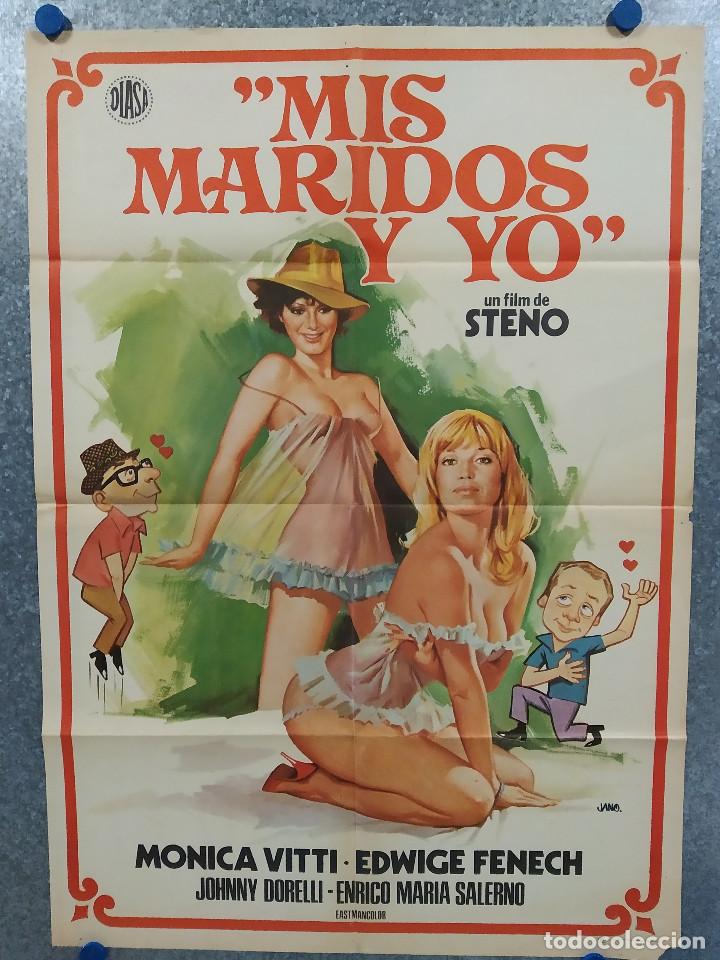 DIASA
"MIS
MARIDOS
Y YO"
un film de
STENO
JANO.
MONICA VITTI · EDWIGE FENECH
JOHNNY DORELLI - ENRICO MARIA SALERNO
EASTMANCOLOR
todocoleccion